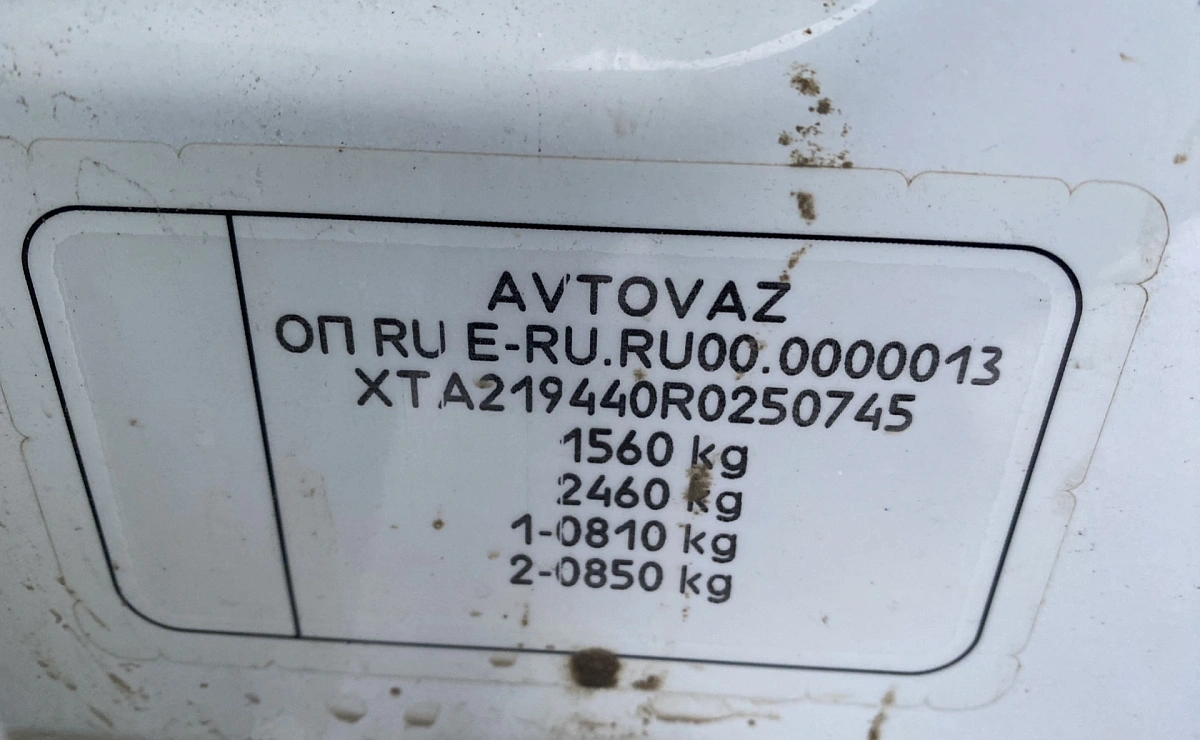 AVTOVAZ
ОП RU E-RU.RU00.0000013
XTA219440R0250745
1560 kg
2460 kg
1-0810 kg
2-0850 kg